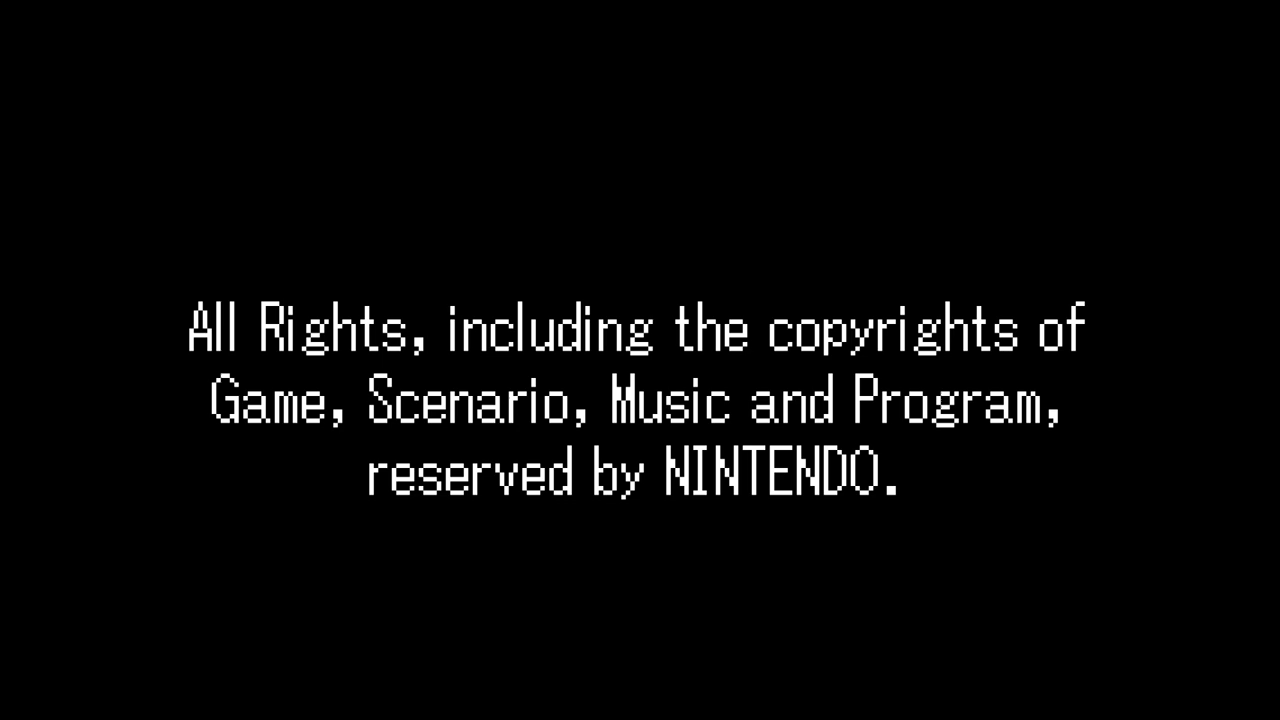 All Rights, including the copyrights of
Game, Scenario, Music and Program,
reserved by NINTENDO.